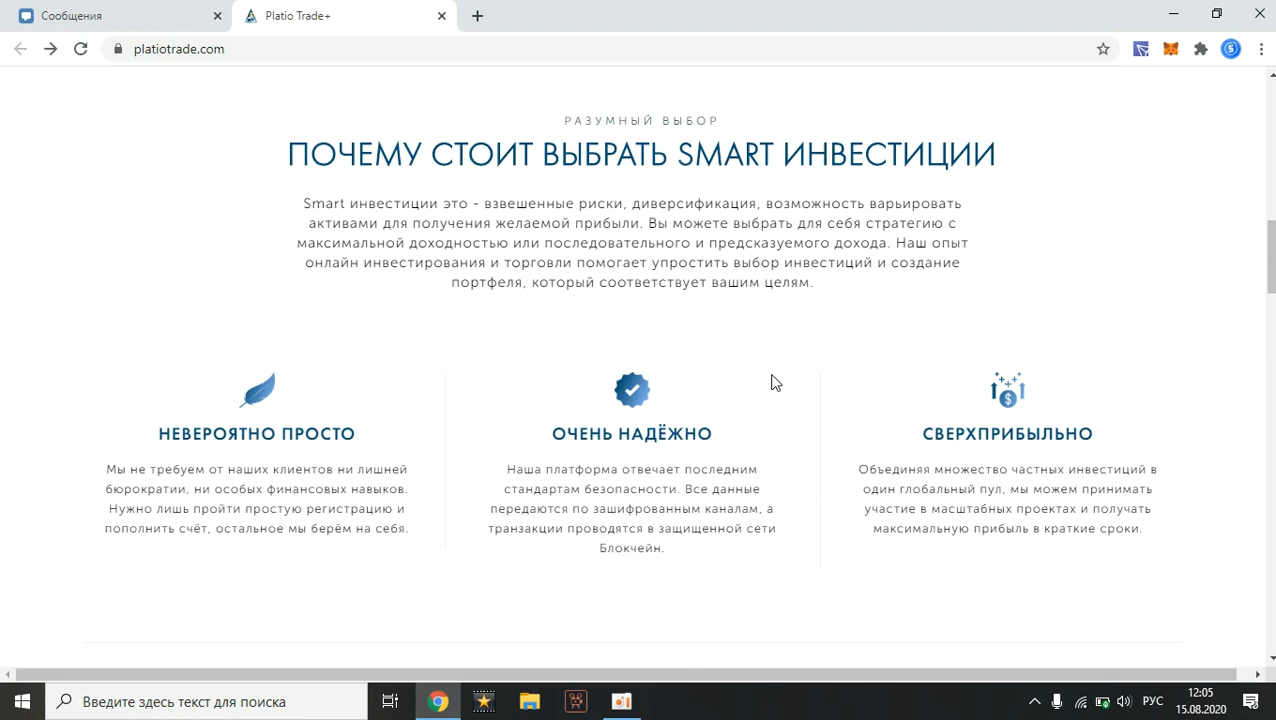 Сообщения
Platio Trade+
platiotrade.com
РАЗУМНЫЙ ВЫБОР
ПОЧЕМУ СТОИТ ВЫБРАТЬ SMART ИНВЕСТИЦИИ
Smart инвестиции это - взвешенные риски, диверсификация, возможность варьировать
активами для получения желаемой прибыли. Вы можете выбрать для себя стратегию с
максимальной доходностью или последовательного и предсказуемого дохода. Наш опыт
онлайн инвестирования и торговли помогает упростить выбор инвестиций и создание
портфеля, который соответствует вашим целям.
НЕВЕРОЯТНО ПРОСТО
Мы не требуем от наших клиентов ни лишней
бюрократии, ни особых финансовых навыков.
Нужно лишь пройти простую регистрацию и
пополнить счёт, остальное мы берём на себя.
ОЧЕНЬ НАДЁЖНО
Наша платформа отвечает последним
стандартам безопасности. Все данные
передаются по зашифрованным каналам, а
транзакции проводятся в защищенной сети
Блокчейн.
СВЕРХПРИБЫЛЬНО
Объединяя множество частных инвестиций в
один глобальный пул, мы можем принимать
участие в масштабных проектах и получать
максимальную прибыль в краткие сроки.
Введите здесь текст для поиска
РУС
12:05
15.08.2020